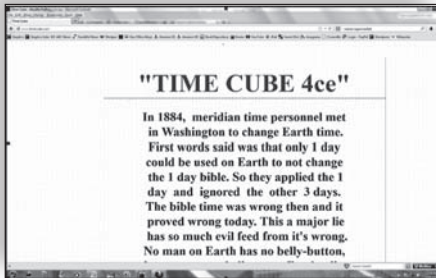 "TIME CUBE 4ce"
In 1884, meridian time personnel met
in Washington to change Earth time.
First words said was that only 1 day
could be used on Earth to not change
the 1 day bible. So they applied the 1
day and ignored the other 3 days.
The bible time was wrong then and it
proved wrong today. This a major lie
has so much evil feed from it's wrong.
No man on Earth has no belly-button,